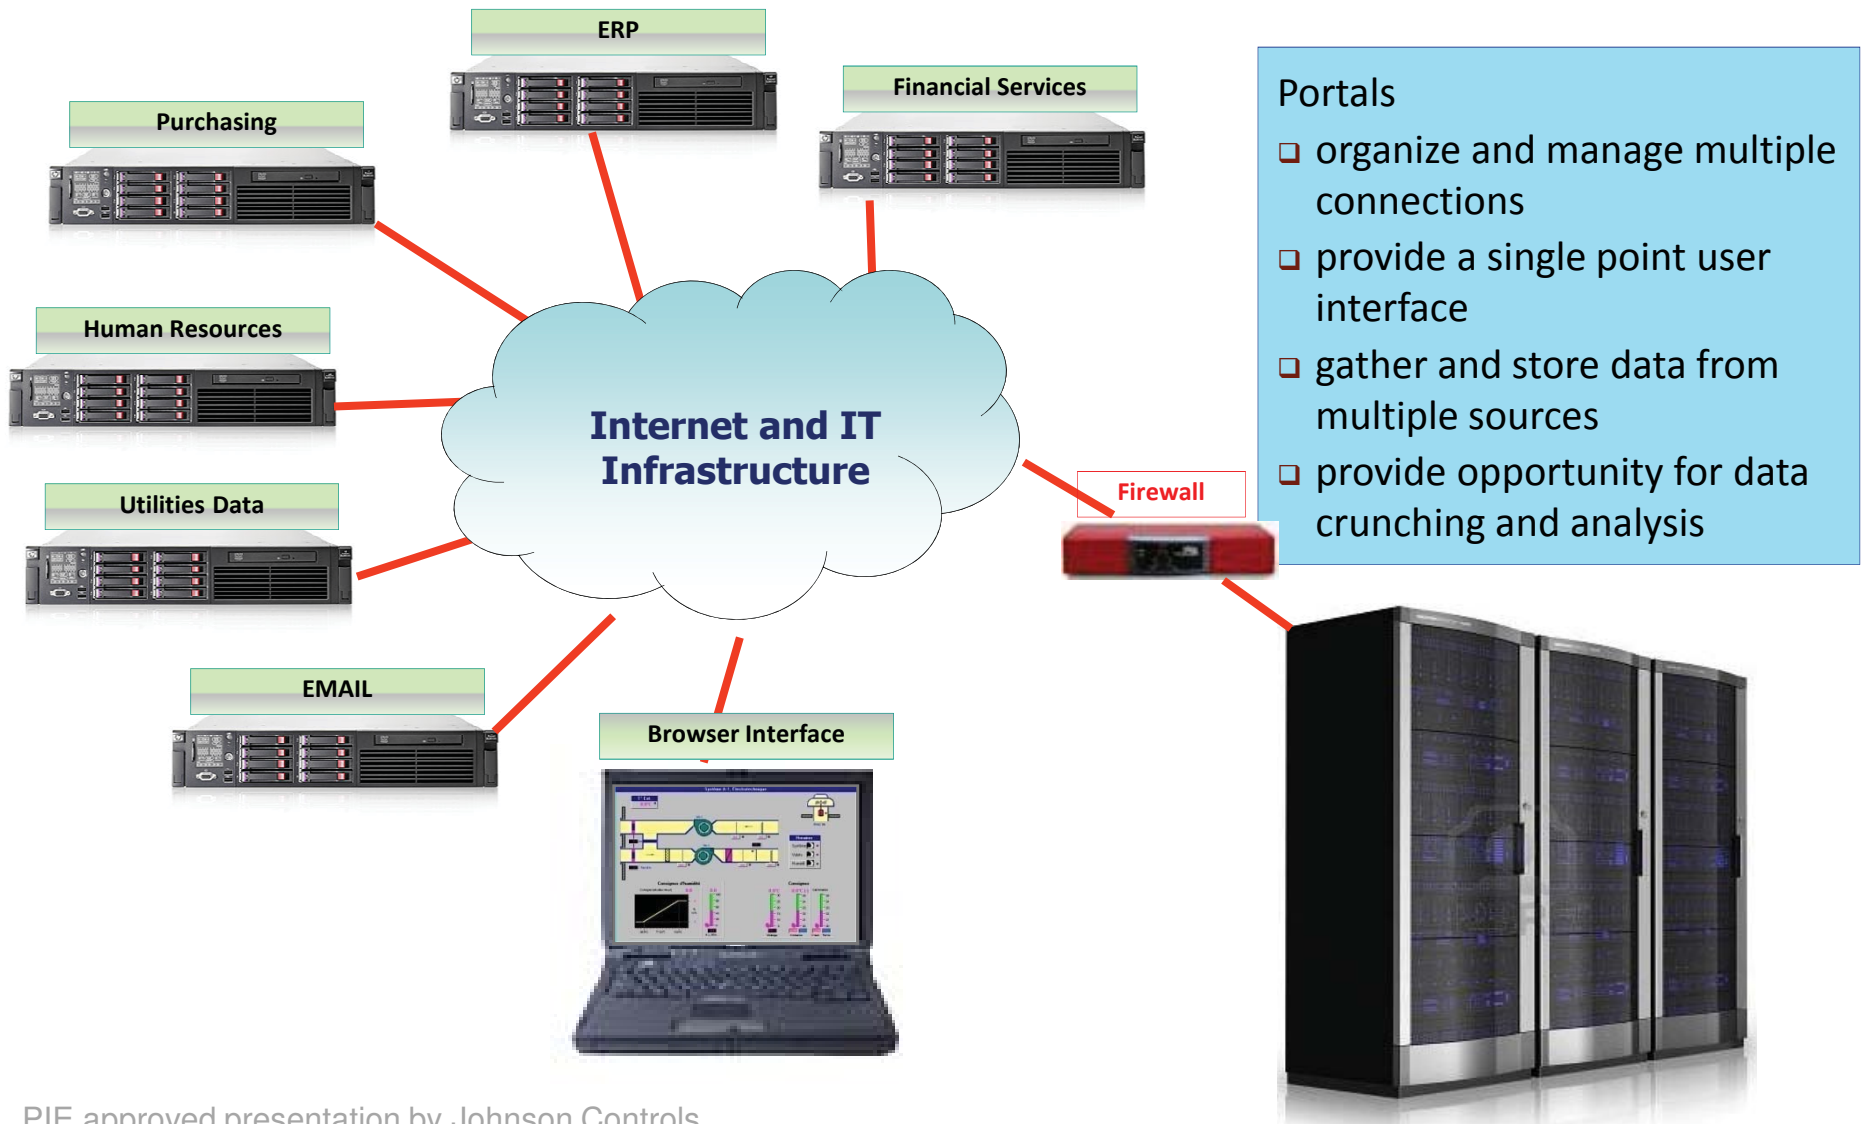 ERP
Financial Services
Purchasing
Human Resources
Utilities Data
EMAIL
Internet and IT
Infrastructure
Firewall
Browser Interface
Portals
organize and manage multiple
connections
provide a single point user
interface
gather and store data from
multiple sources
provide opportunity for data
crunching and analysis
PIE approved presentation by Johnson Controls